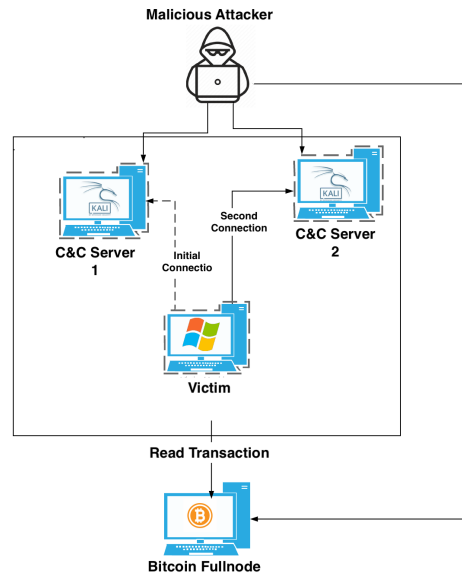 Malicious Attacker
KALI
KALI
C&C Server
1
Second
Connection
C&C Server
2
Initial
Connectio
Victim
Read Transaction
Bitcoin Fullnode